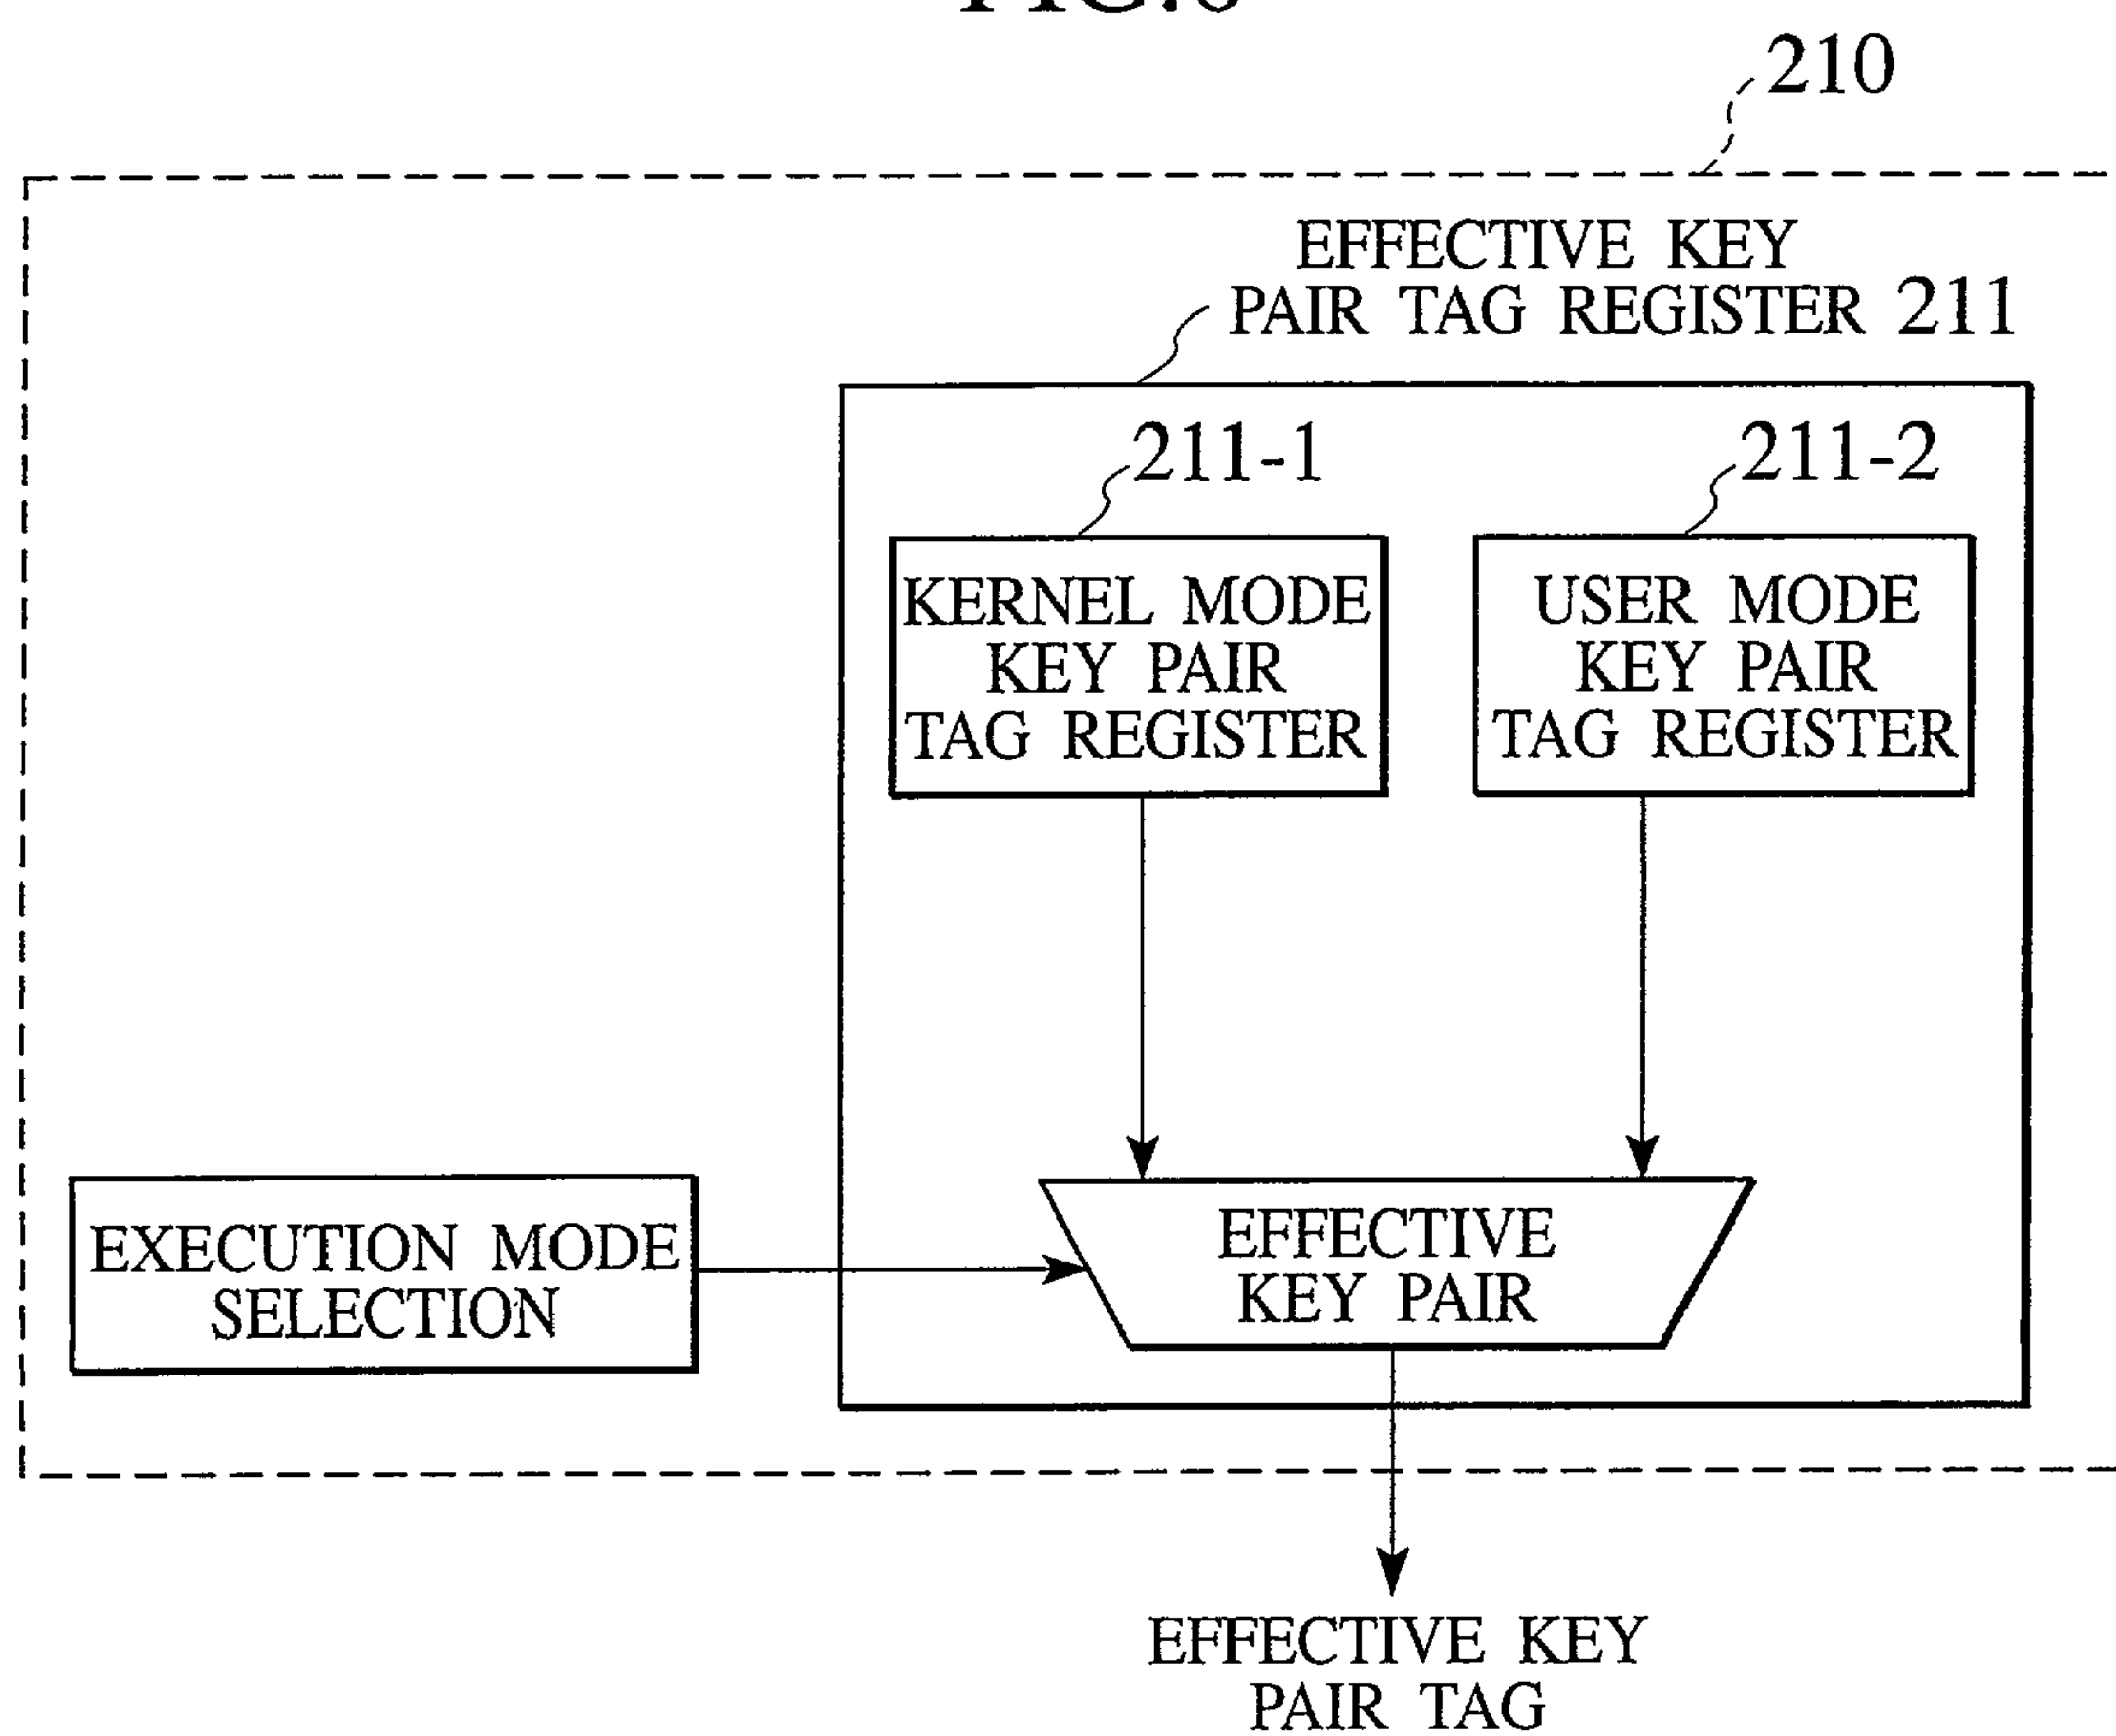 210
EFFECTIVE KEY
PAIR TAG REGISTER 211
211-1
211-2
KERNEL MODE
KEY PAIR
TAG REGISTER
USER MODE
KEY PAIR
TAG REGISTER
EXECUTION MODE
SELECTION
EFFECTIVE
KEY PAIR
EFFECTIVE KEY
PAIR TAG